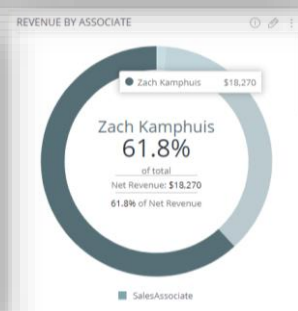 REVENUE BY ASSOCIATE
Zach Kamphuis $18,270
Zach Kamphuis
61.8%
of total
Net Revenue: $18,270
61.8% of Net Revenue
SalesAssociate